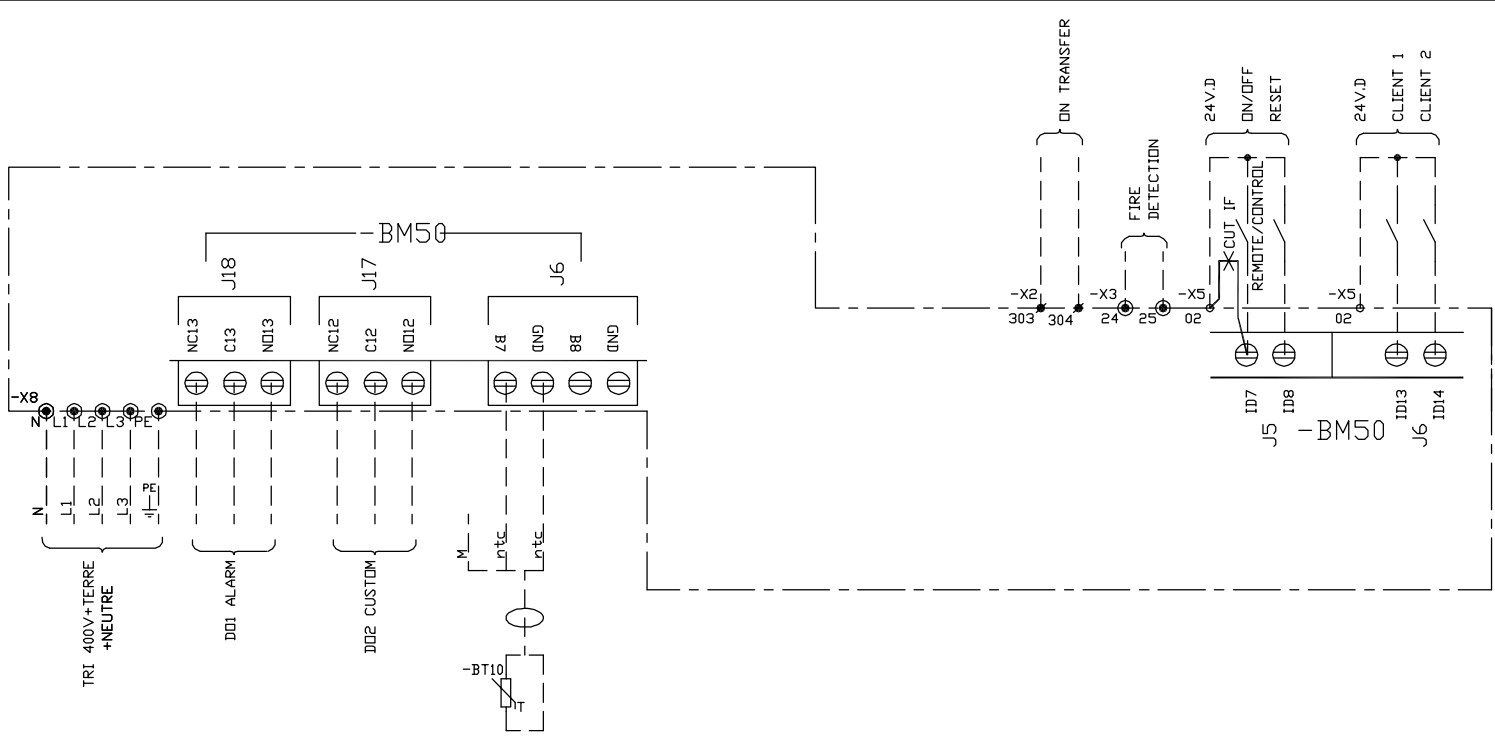 ON TRANSFER
FIRE
DETECTION
24V.D
ON/OFF
RESET
24V.D
CLIENT 1
CLIENT 2
CUT IF
REMOTE/CONTROL
-BM50
J18
J17
J6
NC13
C13
NO13
NC12
C12
NO12
B7
GND
B8
GND
-X2
303
304
-X3
24
25
-X5
02
-X5
02
ID7
ID8
ID13
ID14
J5
-BM50
J6
-X8
N L1 L2 L3 PE
N
L1
L2
L3
PE
M
ntc
ntc
TRI 400V+TERRE
+NEUTRE
DO1 ALARM
DO2 CUSTOM
-BT10
T